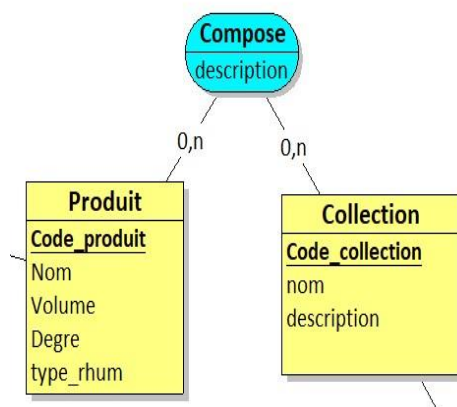 Compose
description
0,n
0,n
Produit
Code_produit
Nom
Volume
Degre
type_rhum
Collection
Code_collection
nom
description